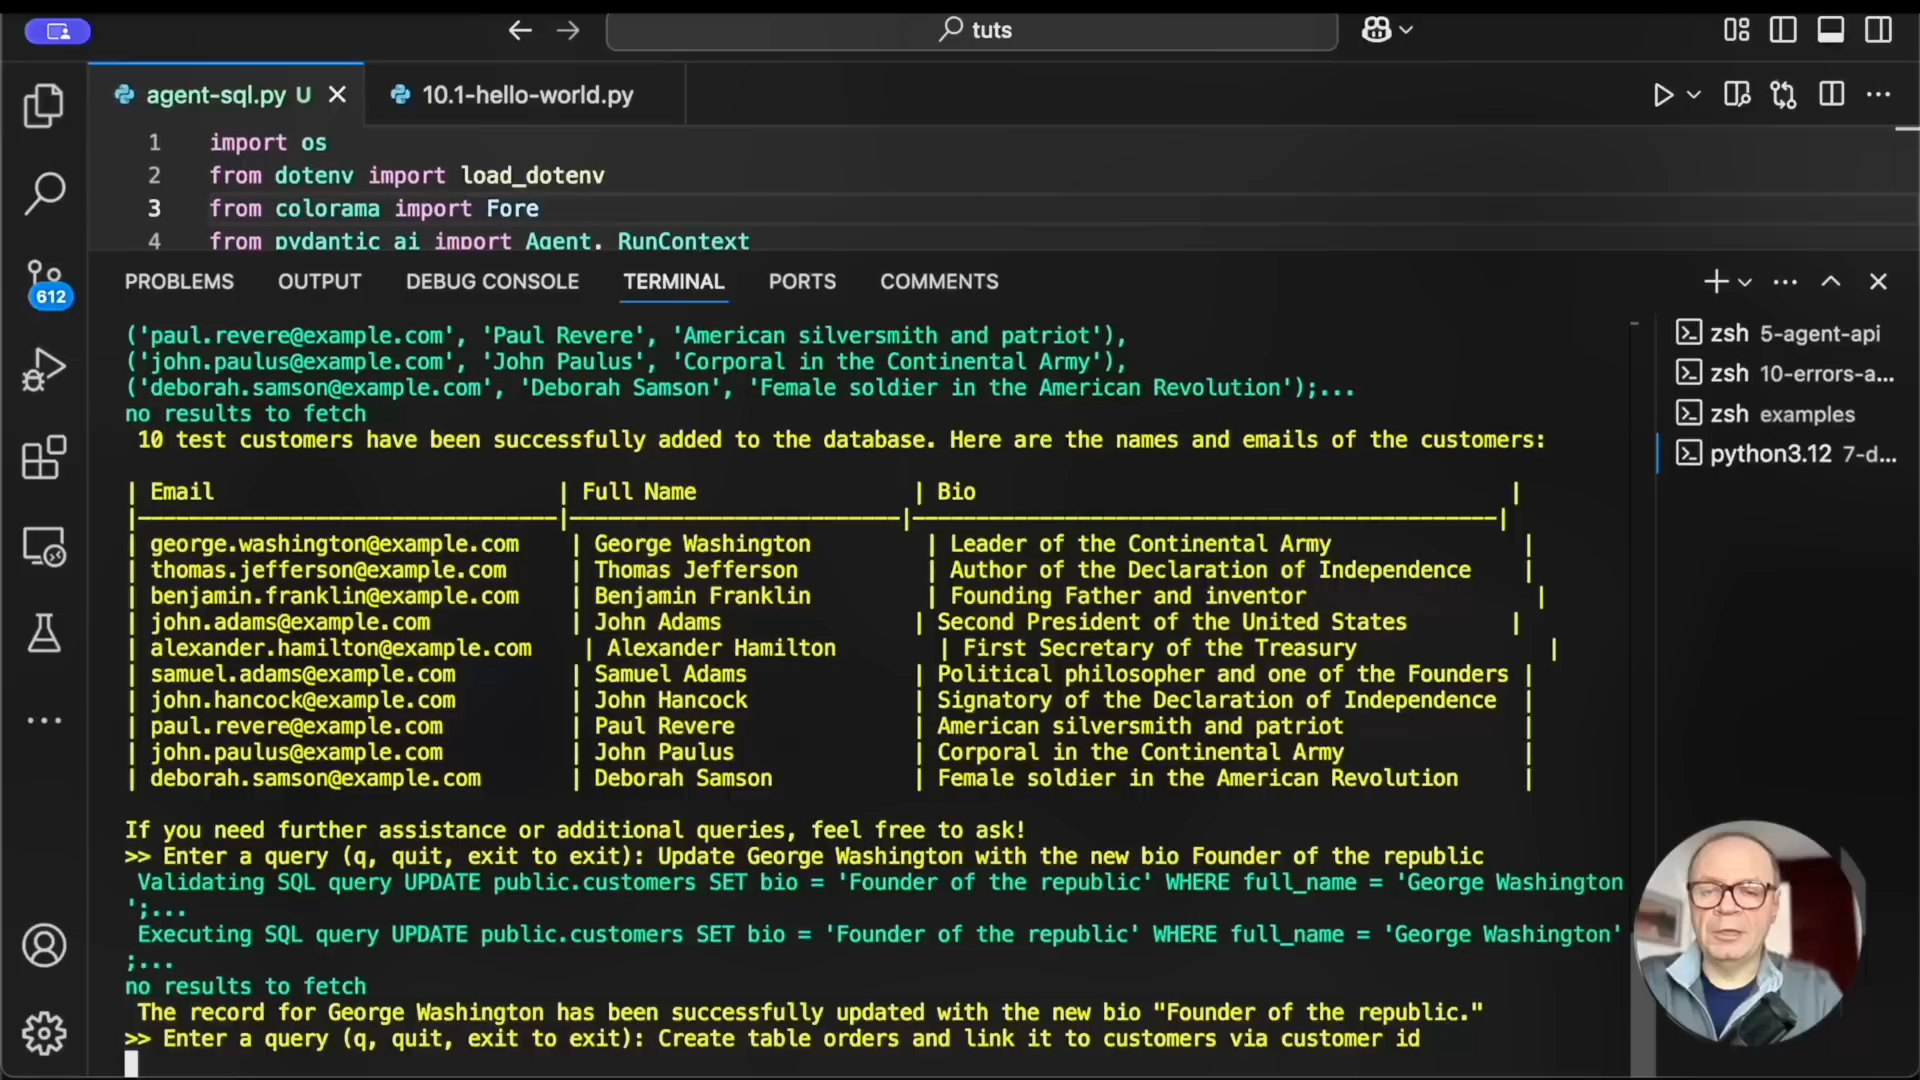 tuts
agent-sql.py U
10.1-hello-world.py
1 import os
2 from dotenv import load_dotenv
3 from colorama import Fore
4 from pydantic_ai import Agent, RunContext
612
PROBLEMS OUTPUT DEBUG CONSOLE TERMINAL PORTS COMMENTS
zsh 5-agent-api
zsh 10-errors-a...
zsh examples
python3.12 7-d...
('paul.revere@example.com', 'Paul Revere', 'American silversmith and patriot'),
('john.paulus@example.com', 'John Paulus', 'Corporal in the Continental Army'),
('deborah.samson@example.com', 'Deborah Samson', 'Female soldier in the American Revolution');...
no results to fetch
10 test customers have been successfully added to the database. Here are the names and emails of the customers:
| Email | Full Name | Bio |
|---|---|---|
| george.washington@example.com | George Washington | Leader of the Continental Army |
| thomas.jefferson@example.com | Thomas Jefferson | Author of the Declaration of Independence |
| benjamin.franklin@example.com | Benjamin Franklin | Founding Father and inventor |
| john.adams@example.com | John Adams | Second President of the United States |
| alexander.hamilton@example.com | Alexander Hamilton | First Secretary of the Treasury |
| samuel.adams@example.com | Samuel Adams | Political philosopher and one of the Founders |
| john.hancock@example.com | John Hancock | Signatory of the Declaration of Independence |
| paul.revere@example.com | Paul Revere | American silversmith and patriot |
| john.paulus@example.com | John Paulus | Corporal in the Continental Army |
| deborah.samson@example.com | Deborah Samson | Female soldier in the American Revolution |
If you need further assistance or additional queries, feel free to ask!
>> Enter a query (q, quit, exit to exit): Update George Washington with the new bio Founder of the republic
Validating SQL query UPDATE public.customers SET bio = 'Founder of the republic' WHERE full_name = 'George Washington
';...
Executing SQL query UPDATE public.customers SET bio = 'Founder of the republic' WHERE full_name = 'George Washington'
;...
no results to fetch
The record for George Washington has been successfully updated with the new bio "Founder of the republic."
>> Enter a query (q, quit, exit to exit): Create table orders and link it to customers via customer id